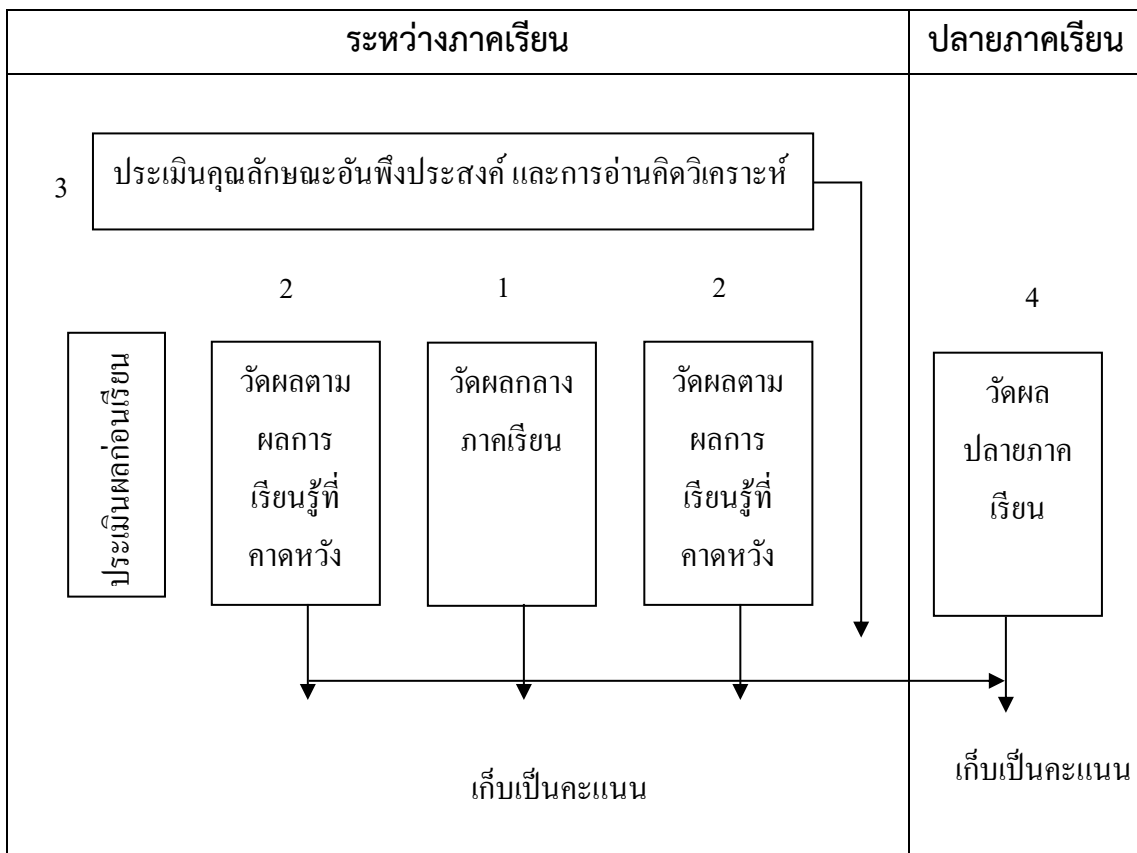 ระหว่างภาคเรียน
ปลายภาคเรียน
3
ประเมินคุณลักษณะอันพึงประสงค์ และการอ่านคิดวิเคราะห์
2
1
2
4
ประเมินผลก่อนเรียน
วัดผลตาม
ผลการ
เรียนรู้ที่
คาดหวัง
วัดผลกลาง
ภาคเรียน
วัดผลตาม
ผลการ
เรียนรู้ที่
คาดหวัง
วัดผล
ปลายภาค
เรียน
เก็บเป็นคะแนน
เก็บเป็นคะแนน